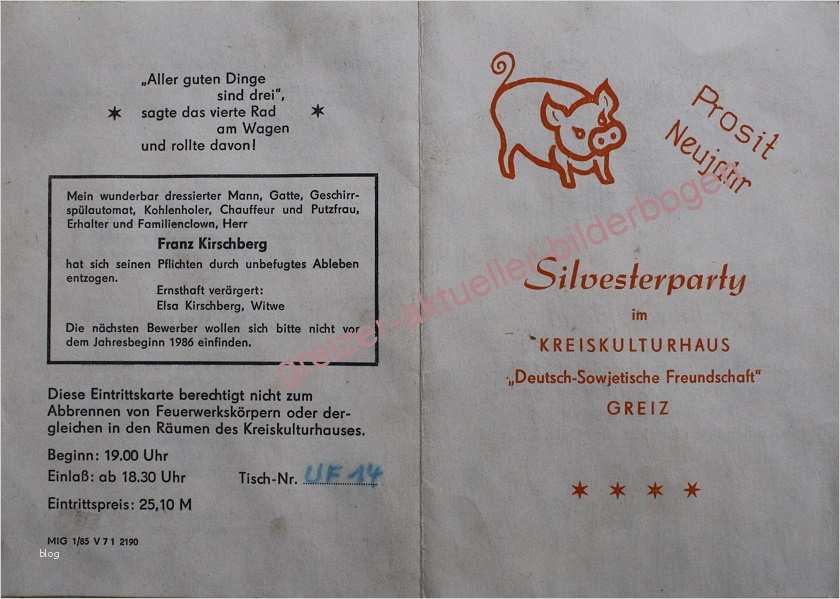 „Aller guten Dinge
sind drei",
✶ sagte das vierte Rad ✶
am Wagen
und rollte davon!
Mein wunderbar dressierter Mann, Gatte, Geschirr-
spülautomat, Kohlenholer, Chauffeur und Putzfrau,
Erhalter und Familienclown, Herr
Franz Kirschberg
hat sich seinen Pflichten durch unbefugtes Ableben
entzogen.
Ernsthaft verärgert:
Elsa Kirschberg, Witwe
Die nächsten Bewerber wollen sich bitte nicht vor
dem Jahresbeginn 1986 einfinden.
Diese Eintrittskarte berechtigt nicht zum
Abbrennen von Feuerwerkskörpern oder der-
gleichen in den Räumen des Kreiskulturhauses.
Beginn: 19.00 Uhr
Einlaß: ab 18.30 Uhr Tisch-Nr. UF 14
Eintrittspreis: 25,10 M
MIG 1/85 V 7 1 2190
blog
Prosit
Neujahr
Silvesterparty
im
KREISKULTURHAUS
„Deutsch-Sowjetische Freundschaft"
GREIZ
✶ ✶ ✶ ✶
greizer-aktueller-bilderbogen